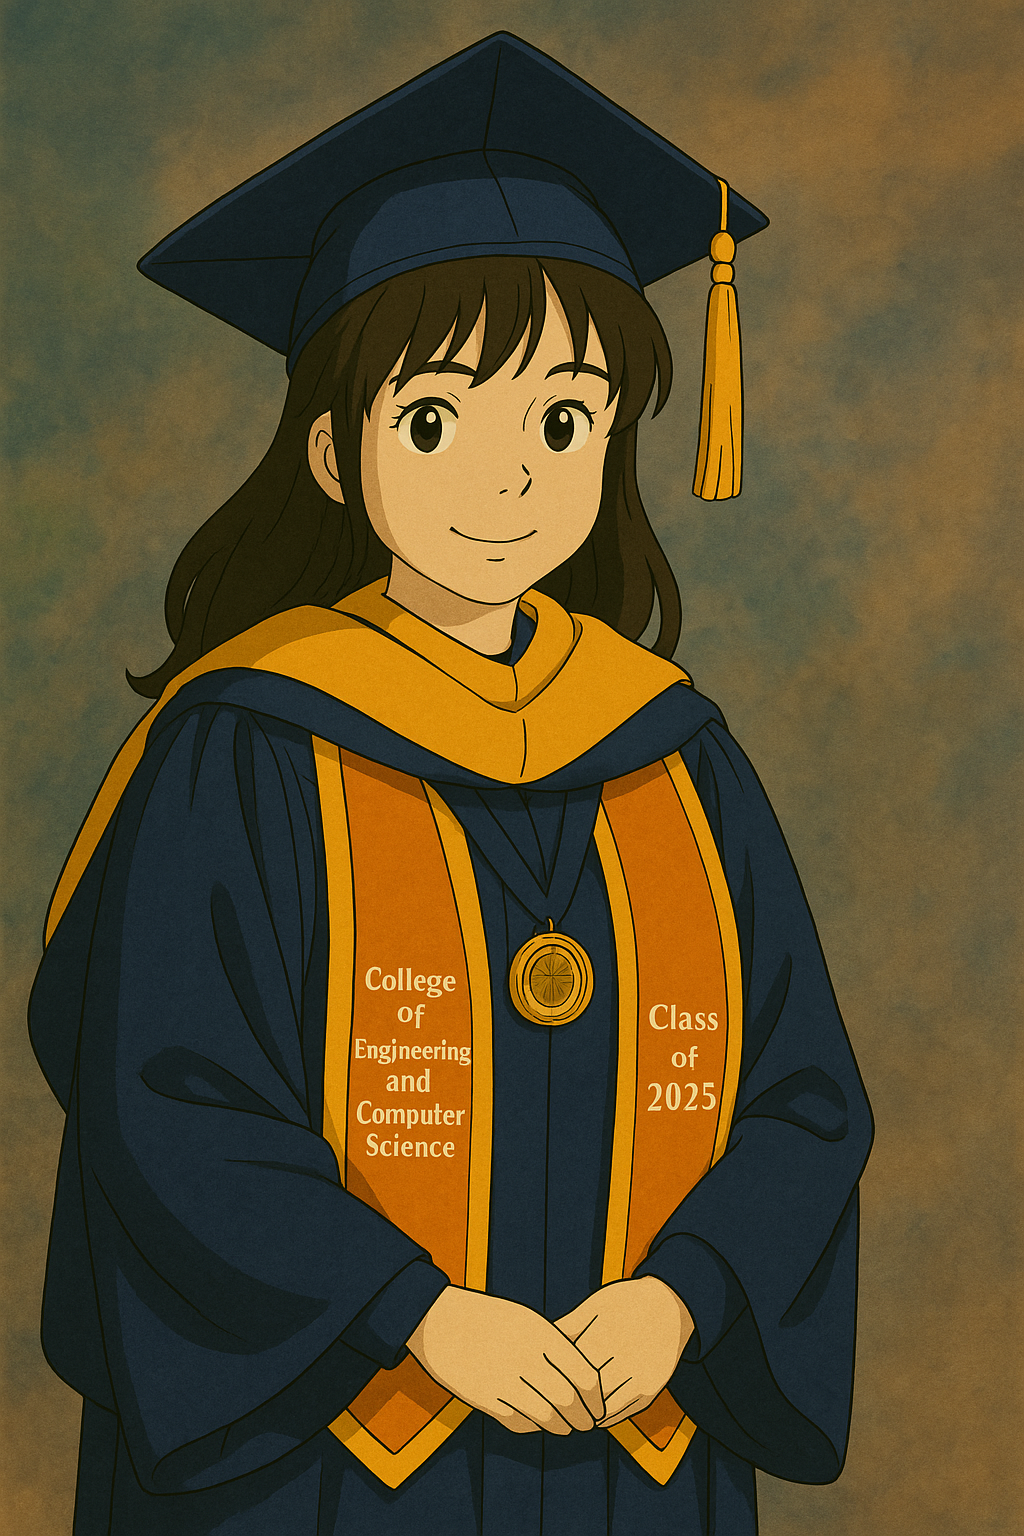 College
of
Engineering
and
Computer
Science
Class
of
2025